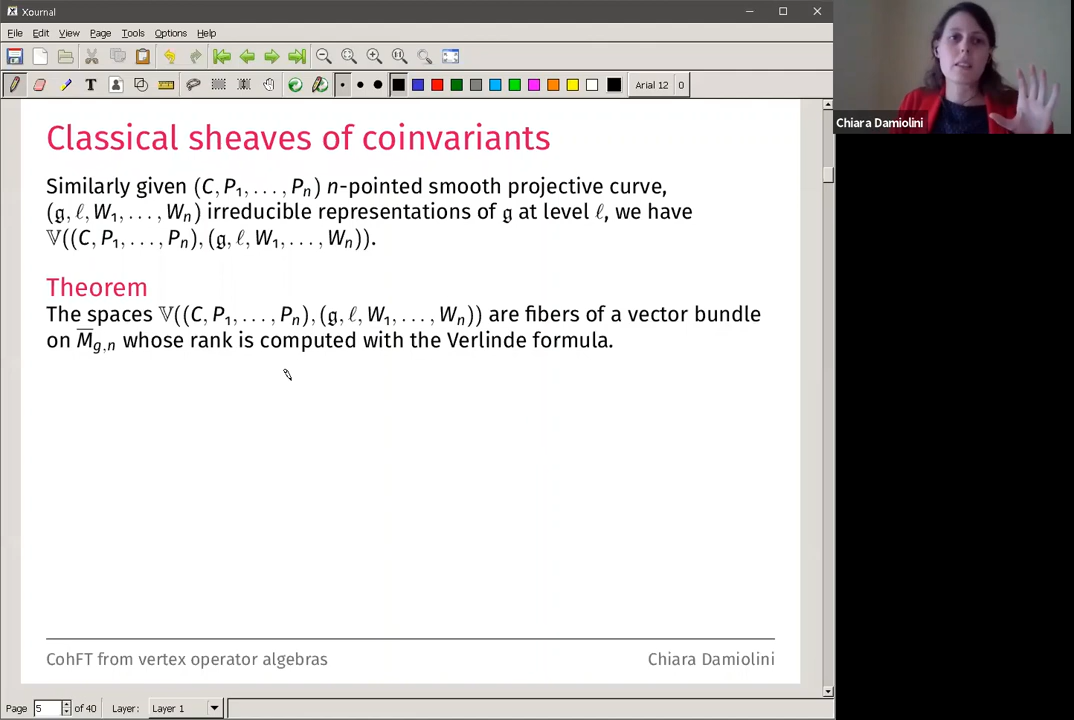 Xournal
File Edit View Page Tools Options Help
Arial 12 0
Classical sheaves of coinvariants
Similarly given (C, P₁, . . . , Pₙ) n-pointed smooth projective curve,
(𝔤, ℓ, W₁, . . . , Wₙ) irreducible representations of 𝔤 at level ℓ, we have
𝕍((C, P₁, . . . , Pₙ), (𝔤, ℓ, W₁, . . . , Wₙ)).
Theorem
The spaces 𝕍((C, P₁, . . . , Pₙ), (𝔤, ℓ, W₁, . . . , Wₙ)) are fibers of a vector bundle
on M̅g,n whose rank is computed with the Verlinde formula.
CohFT from vertex operator algebras
Chiara Damiolini
Page 5 of 40 Layer: Layer 1
Chiara Damiolini